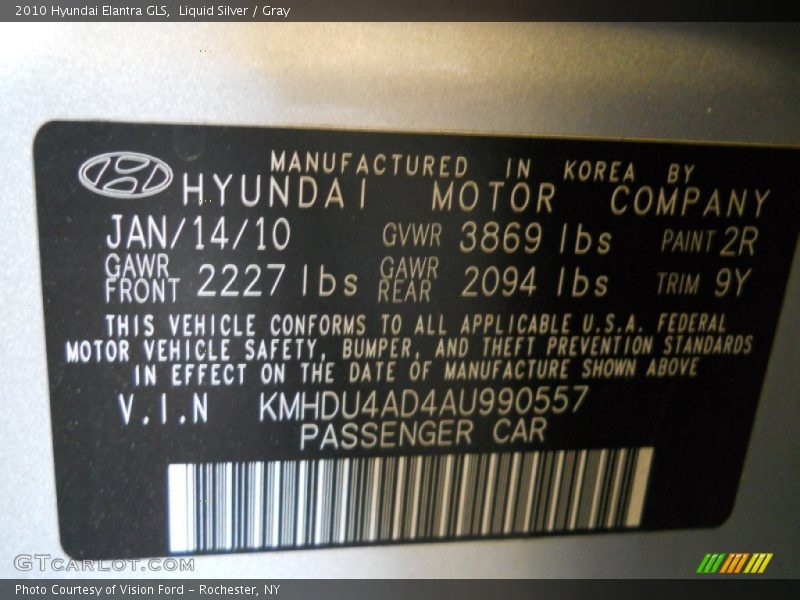 2010 Hyundai Elantra GLS,  Liquid Silver / Gray
MANUFACTURED IN KOREA BY
HYUNDAI MOTOR COMPANY
JAN/14/10 GVWR 3869 lbs PAINT 2R
GAWR FRONT 2227 lbs GAWR REAR 2094 lbs TRIM 9Y
THIS VEHICLE CONFORMS TO ALL APPLICABLE U.S.A. FEDERAL
MOTOR VEHICLE SAFETY, BUMPER, AND THEFT PREVENTION STANDARDS
IN EFFECT ON THE DATE OF MANUFACTURE SHOWN ABOVE
V.I.N KMHDU4AD4AU990557
PASSENGER CAR
GTCARLOT.COM
Photo Courtesy of Vision Ford - Rochester, NY